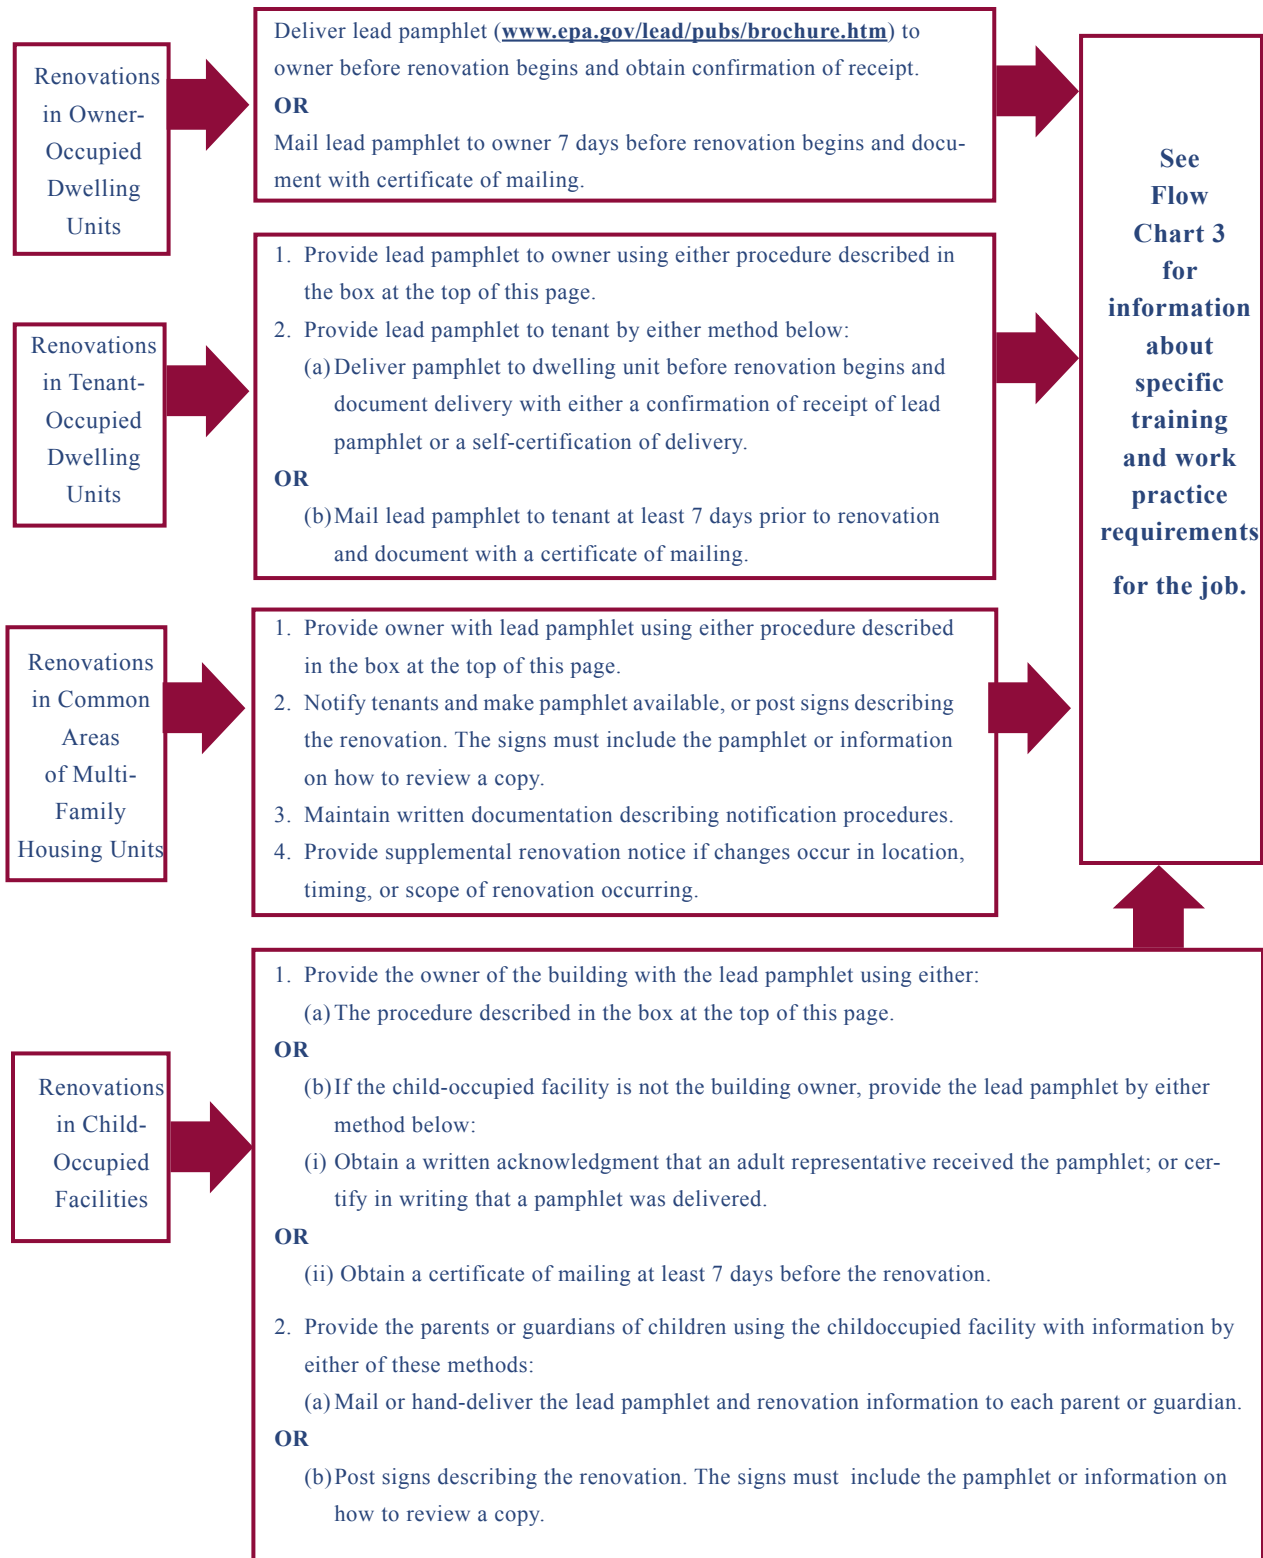 Renovations
in Owner-
Occupied
Dwelling
Units
Deliver lead pamphlet (www.epa.gov/lead/pubs/brochure.htm) to
owner before renovation begins and obtain confirmation of receipt.
OR
Mail lead pamphlet to owner 7 days before renovation begins and docu-
ment with certificate of mailing.
Renovations
in Tenant-
Occupied
Dwelling
Units
1. Provide lead pamphlet to owner using either procedure described in
the box at the top of this page.
2. Provide lead pamphlet to tenant by either method below:
(a) Deliver pamphlet to dwelling unit before renovation begins and
document delivery with either a confirmation of receipt of lead
pamphlet or a self-certification of delivery.
OR
(b) Mail lead pamphlet to tenant at least 7 days prior to renovation
and document with a certificate of mailing.
Renovations
in Common
Areas
of Multi-
Family
Housing Units
1. Provide owner with lead pamphlet using either procedure described
in the box at the top of this page.
2. Notify tenants and make pamphlet available, or post signs describing
the renovation. The signs must include the pamphlet or information
on how to review a copy.
3. Maintain written documentation describing notification procedures.
4. Provide supplemental renovation notice if changes occur in location,
timing, or scope of renovation occurring.
Renovations
in Child-
Occupied
Facilities
1. Provide the owner of the building with the lead pamphlet using either:
(a) The procedure described in the box at the top of this page.
OR
(b) If the child-occupied facility is not the building owner, provide the lead pamphlet by either
method below:
(i) Obtain a written acknowledgment that an adult representative received the pamphlet; or cer-
tify in writing that a pamphlet was delivered.
OR
(ii) Obtain a certificate of mailing at least 7 days before the renovation.
2. Provide the parents or guardians of children using the childoccupied facility with information by
either of these methods:
(a) Mail or hand-deliver the lead pamphlet and renovation information to each parent or guardian.
OR
(b) Post signs describing the renovation. The signs must include the pamphlet or information on
how to review a copy.
See
Flow
Chart 3
for
information
about
specific
training
and work
practice
requirements
for the job.